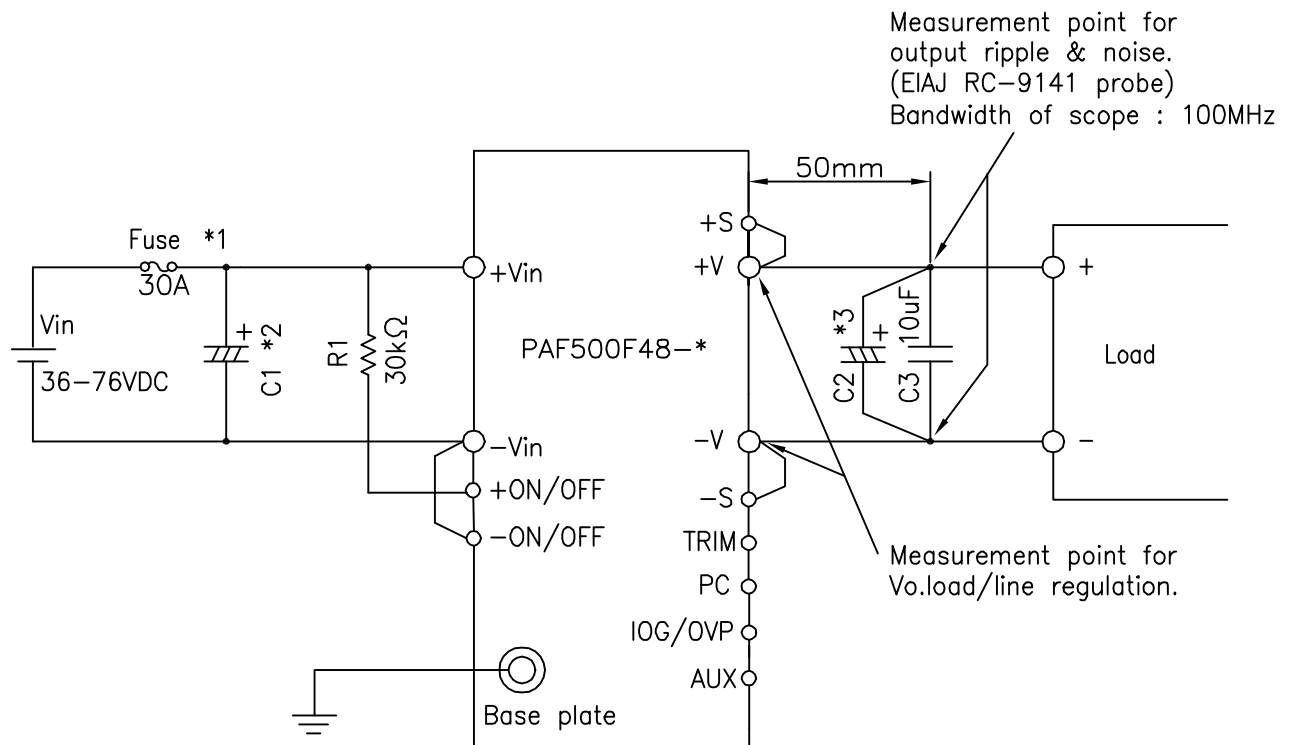 Measurement point for
output ripple & noise.
(EIAJ RC-9141 probe)
Bandwidth of scope : 100MHz
50mm
Fuse *1
30A
+S
+V
+Vin
+
Vin
36-76VDC
+
C1 *2
R1
30kΩ
PAF500F48-*
+
C2 *3
C3 10uF
Load
-Vin
-V
-
+ON/OFF
-S
-ON/OFF
TRIM
PC
IOG/OVP
AUX
Measurement point for
Vo.load/line regulation.
Base plate